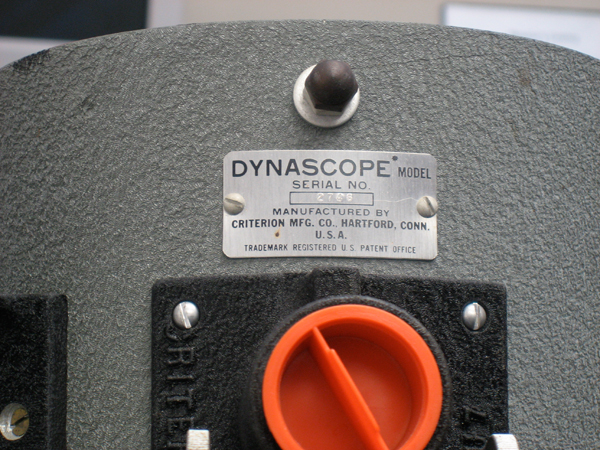 DYNASCOPE MODEL
SERIAL NO.
MANUFACTURED BY
CRITERION MFG. CO., HARTFORD, CONN.
U.S.A.
TRADEMARK REGISTERED U.S. PATENT OFFICE